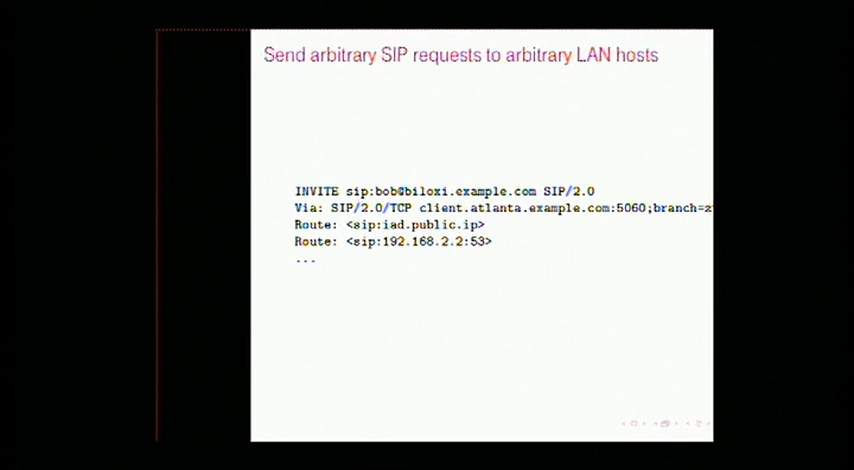 Send arbitrary SIP requests to arbitrary LAN hosts
INVITE sip:bob@biloxi.example.com SIP/2.0
Via: SIP/2.0/TCP client.atlanta.example.com:5060;branch=z
Route: <sip:iad.public.ip>
Route: <sip:192.168.2.2:53>
...